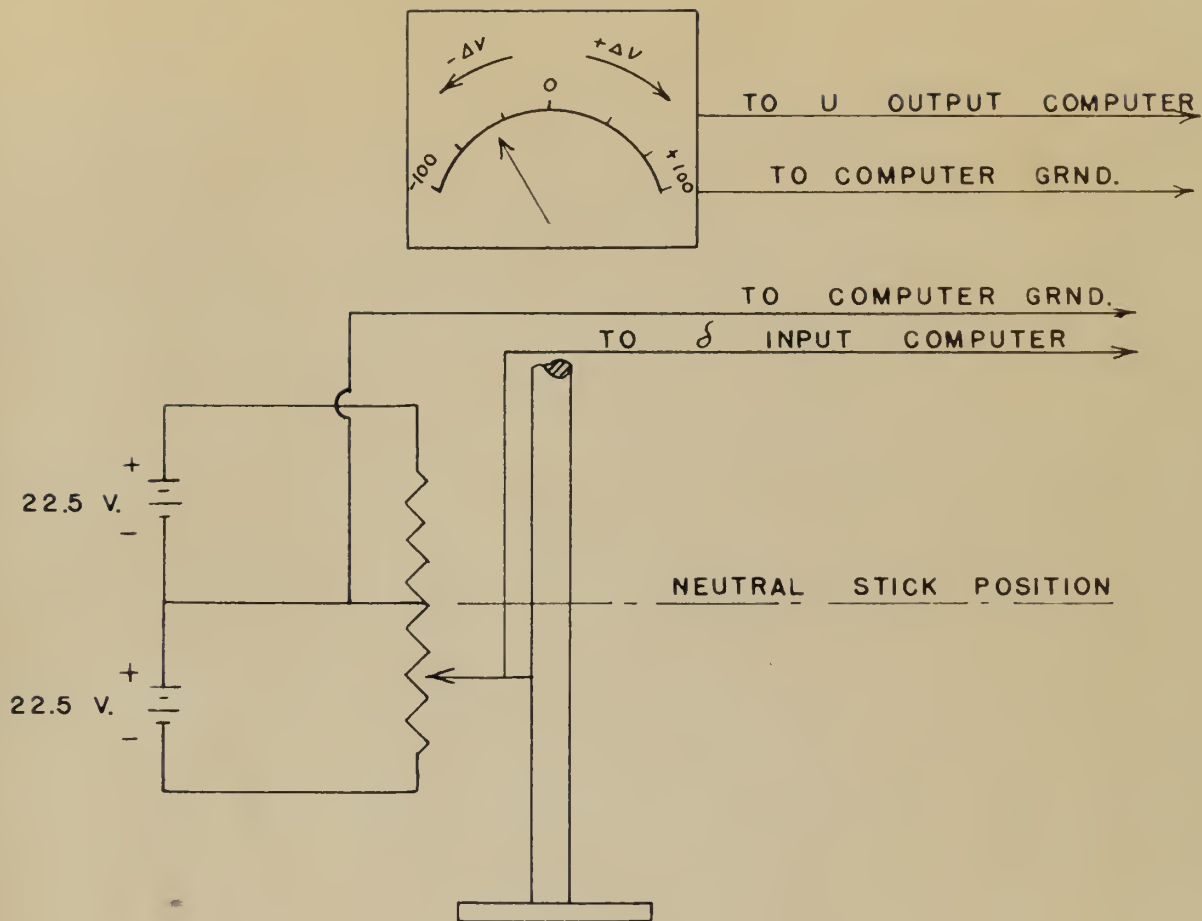 - ΔV
+ ΔV
0
-100
+100
TO U OUTPUT COMPUTER
TO COMPUTER GRND.
TO COMPUTER GRND.
TO δ INPUT COMPUTER
+
22.5 V.
-
NEUTRAL STICK POSITION
+
22.5 V.
-